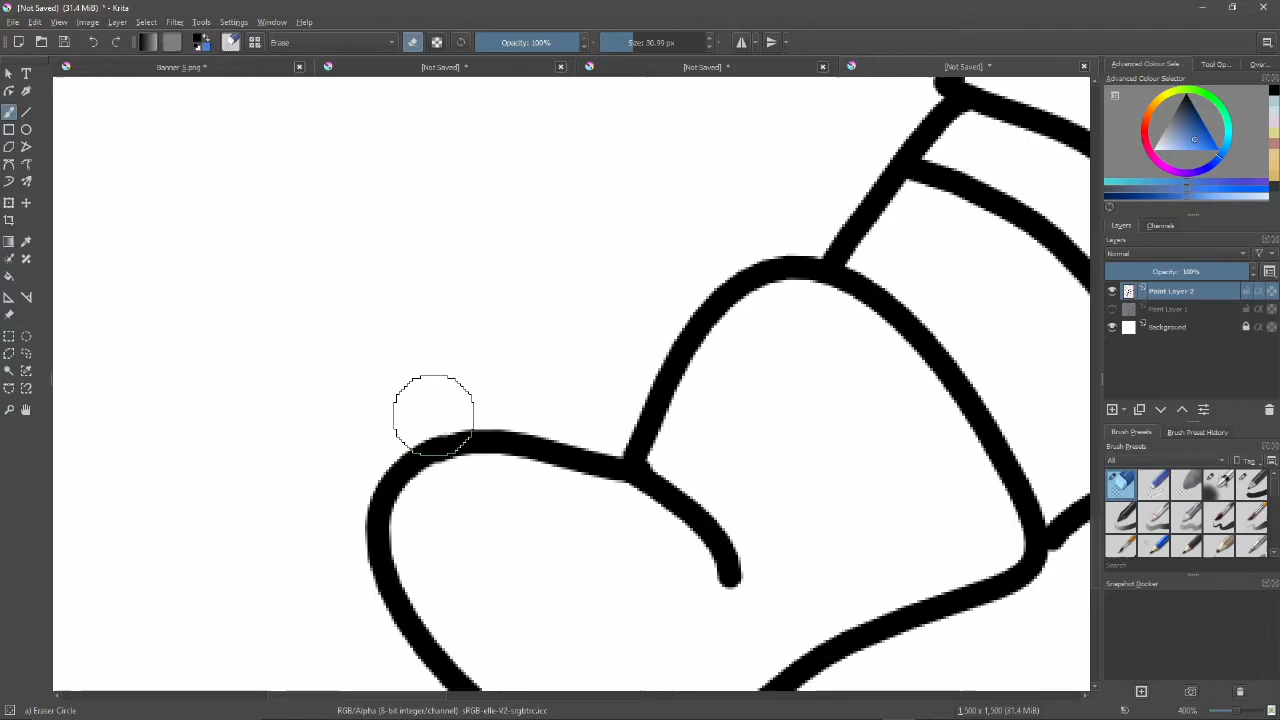 [Not Saved] (31.4 MiB) * - Krita
File Edit View Image Layer Select Filter Tools Settings Window Help
Erase Opacity: 100% Size: 30.99 px
Banner 5.png * [Not Saved] * [Not Saved] * [Not Saved] *
Advanced Colour Sele... Tool Op... Over...
Advanced Colour Selector
Layers Channels
Layers
Normal
Opacity: 100%
Paint Layer 2
Paint Layer 1
Background
Brush Presets Brush Preset History
Brush Presets
All Tag
Search
Snapshot Docker
a) Eraser Circle RGB/Alpha (8-bit integer/channel) sRGB-elle-V2-srgbtrc.icc 1,500 x 1,500 (31.4 MiB) 400%